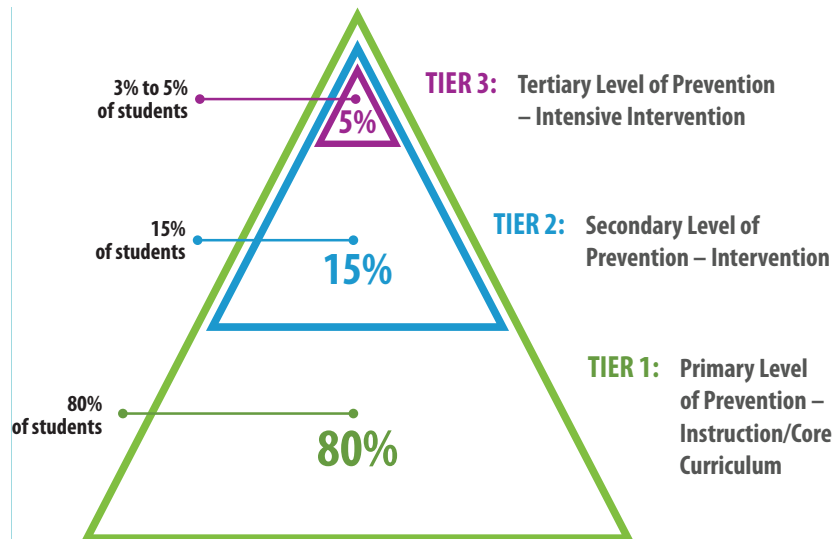 3% to 5%
of students
5%
TIER 3: Tertiary Level of Prevention
– Intensive Intervention
15%
of students
15%
TIER 2: Secondary Level of
Prevention – Intervention
80%
of students
80%
TIER 1: Primary Level
of Prevention –
Instruction/Core
Curriculum